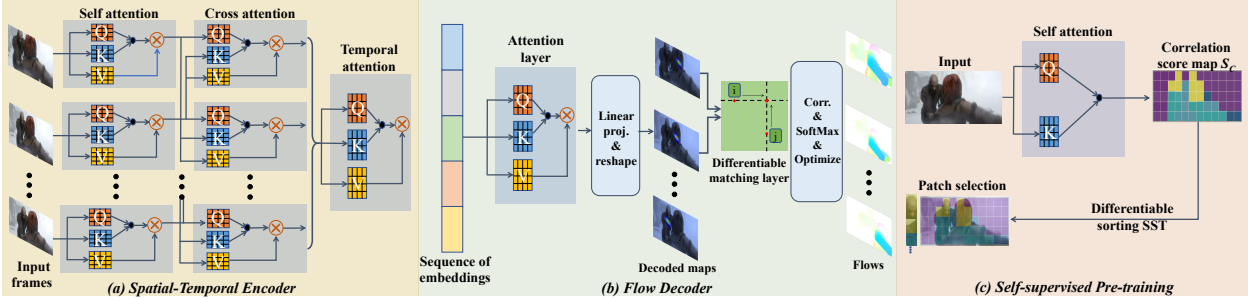 Self attention
Cross attention
Q
K
V
Q
K
V
Q
K
V
Q
K
V
Q
K
V
Q
K
V
Temporal
attention
Q
K
V
Input
frames
(a) Spatial-Temporal Encoder
Sequence of
embeddings
Attention
layer
Q
K
V
Linear
proj.
&
reshape
Decoded maps
i
j
Differentiable
matching layer
Corr.
&
SoftMax
&
Optimize
Flows
(b) Flow Decoder
Input
Self attention
Q
K
Correlation
score map S_C
Patch selection
Differentiable
sorting SST
(c) Self-supervised Pre-training